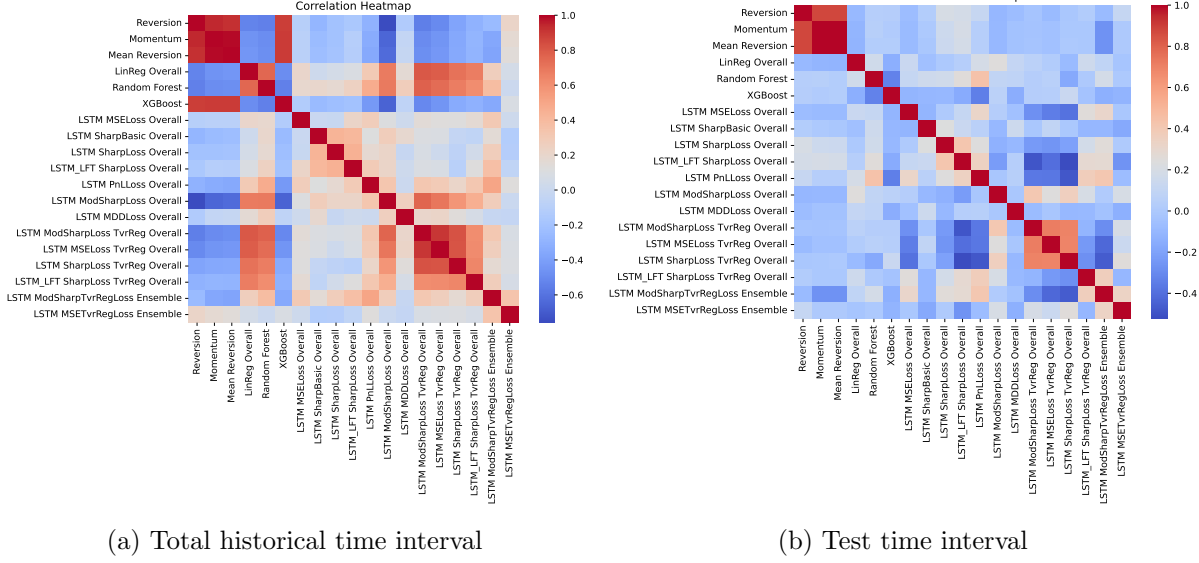 Correlation Heatmap
Reversion
Momentum
Mean Reversion
LinReg Overall
Random Forest
XGBoost
LSTM MSELoss Overall
LSTM SharpBasic Overall
LSTM SharpLoss Overall
LSTM_LFT SharpLoss Overall
LSTM PnLLoss Overall
LSTM ModSharpLoss Overall
LSTM MDDLoss Overall
LSTM ModSharpLoss TvrReg Overall
LSTM MSELoss TvrReg Overall
LSTM SharpLoss TvrReg Overall
LSTM_LFT SharpLoss TvrReg Overall
LSTM ModSharpTvrRegLoss Ensemble
LSTM MSETvrRegLoss Ensemble
Reversion
Momentum
Mean Reversion
LinReg Overall
Random Forest
XGBoost
LSTM MSELoss Overall
LSTM SharpBasic Overall
LSTM SharpLoss Overall
LSTM_LFT SharpLoss Overall
LSTM PnLLoss Overall
LSTM ModSharpLoss Overall
LSTM MDDLoss Overall
LSTM ModSharpLoss TvrReg Overall
LSTM MSELoss TvrReg Overall
LSTM SharpLoss TvrReg Overall
LSTM_LFT SharpLoss TvrReg Overall
LSTM ModSharpTvrRegLoss Ensemble
LSTM MSETvrRegLoss Ensemble
1.0
0.8
0.6
0.4
0.2
0.0
−0.2
−0.4
−0.6
(a) Total historical time interval
Reversion
Momentum
Mean Reversion
LinReg Overall
Random Forest
XGBoost
LSTM MSELoss Overall
LSTM SharpBasic Overall
LSTM SharpLoss Overall
LSTM_LFT SharpLoss Overall
LSTM PnLLoss Overall
LSTM ModSharpLoss Overall
LSTM MDDLoss Overall
LSTM ModSharpLoss TvrReg Overall
LSTM MSELoss TvrReg Overall
LSTM SharpLoss TvrReg Overall
LSTM_LFT SharpLoss TvrReg Overall
LSTM ModSharpTvrRegLoss Ensemble
LSTM MSETvrRegLoss Ensemble
Reversion
Momentum
Mean Reversion
LinReg Overall
Random Forest
XGBoost
LSTM MSELoss Overall
LSTM SharpBasic Overall
LSTM SharpLoss Overall
LSTM_LFT SharpLoss Overall
LSTM PnLLoss Overall
LSTM ModSharpLoss Overall
LSTM MDDLoss Overall
LSTM ModSharpLoss TvrReg Overall
LSTM MSELoss TvrReg Overall
LSTM SharpLoss TvrReg Overall
LSTM_LFT SharpLoss TvrReg Overall
LSTM ModSharpTvrRegLoss Ensemble
LSTM MSETvrRegLoss Ensemble
1.0
0.8
0.6
0.4
0.2
0.0
−0.2
−0.4
(b) Test time interval